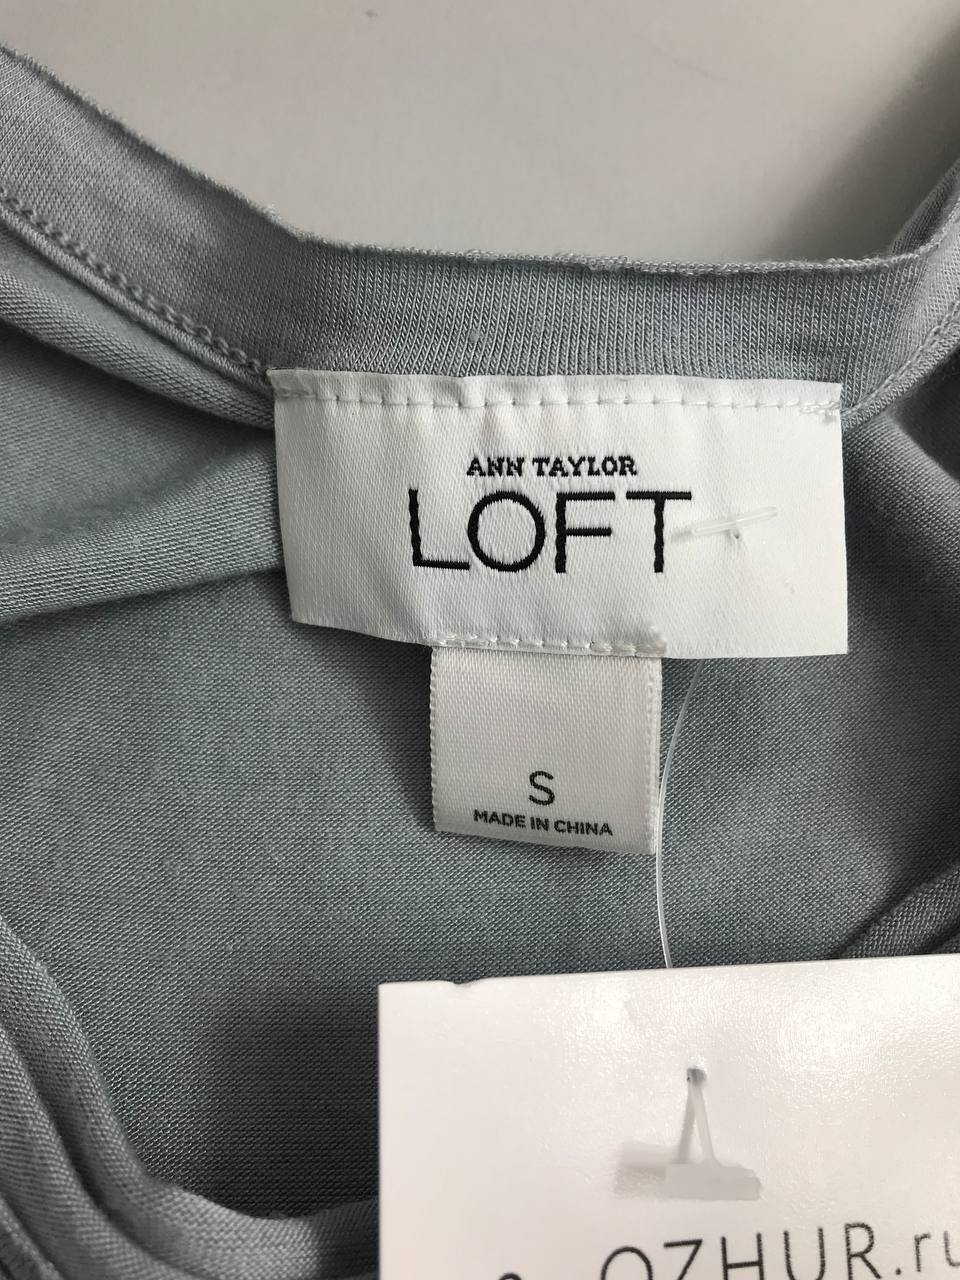 ANN TAYLOR
LOFT
S
MADE IN CHINA
OZHUR.ru